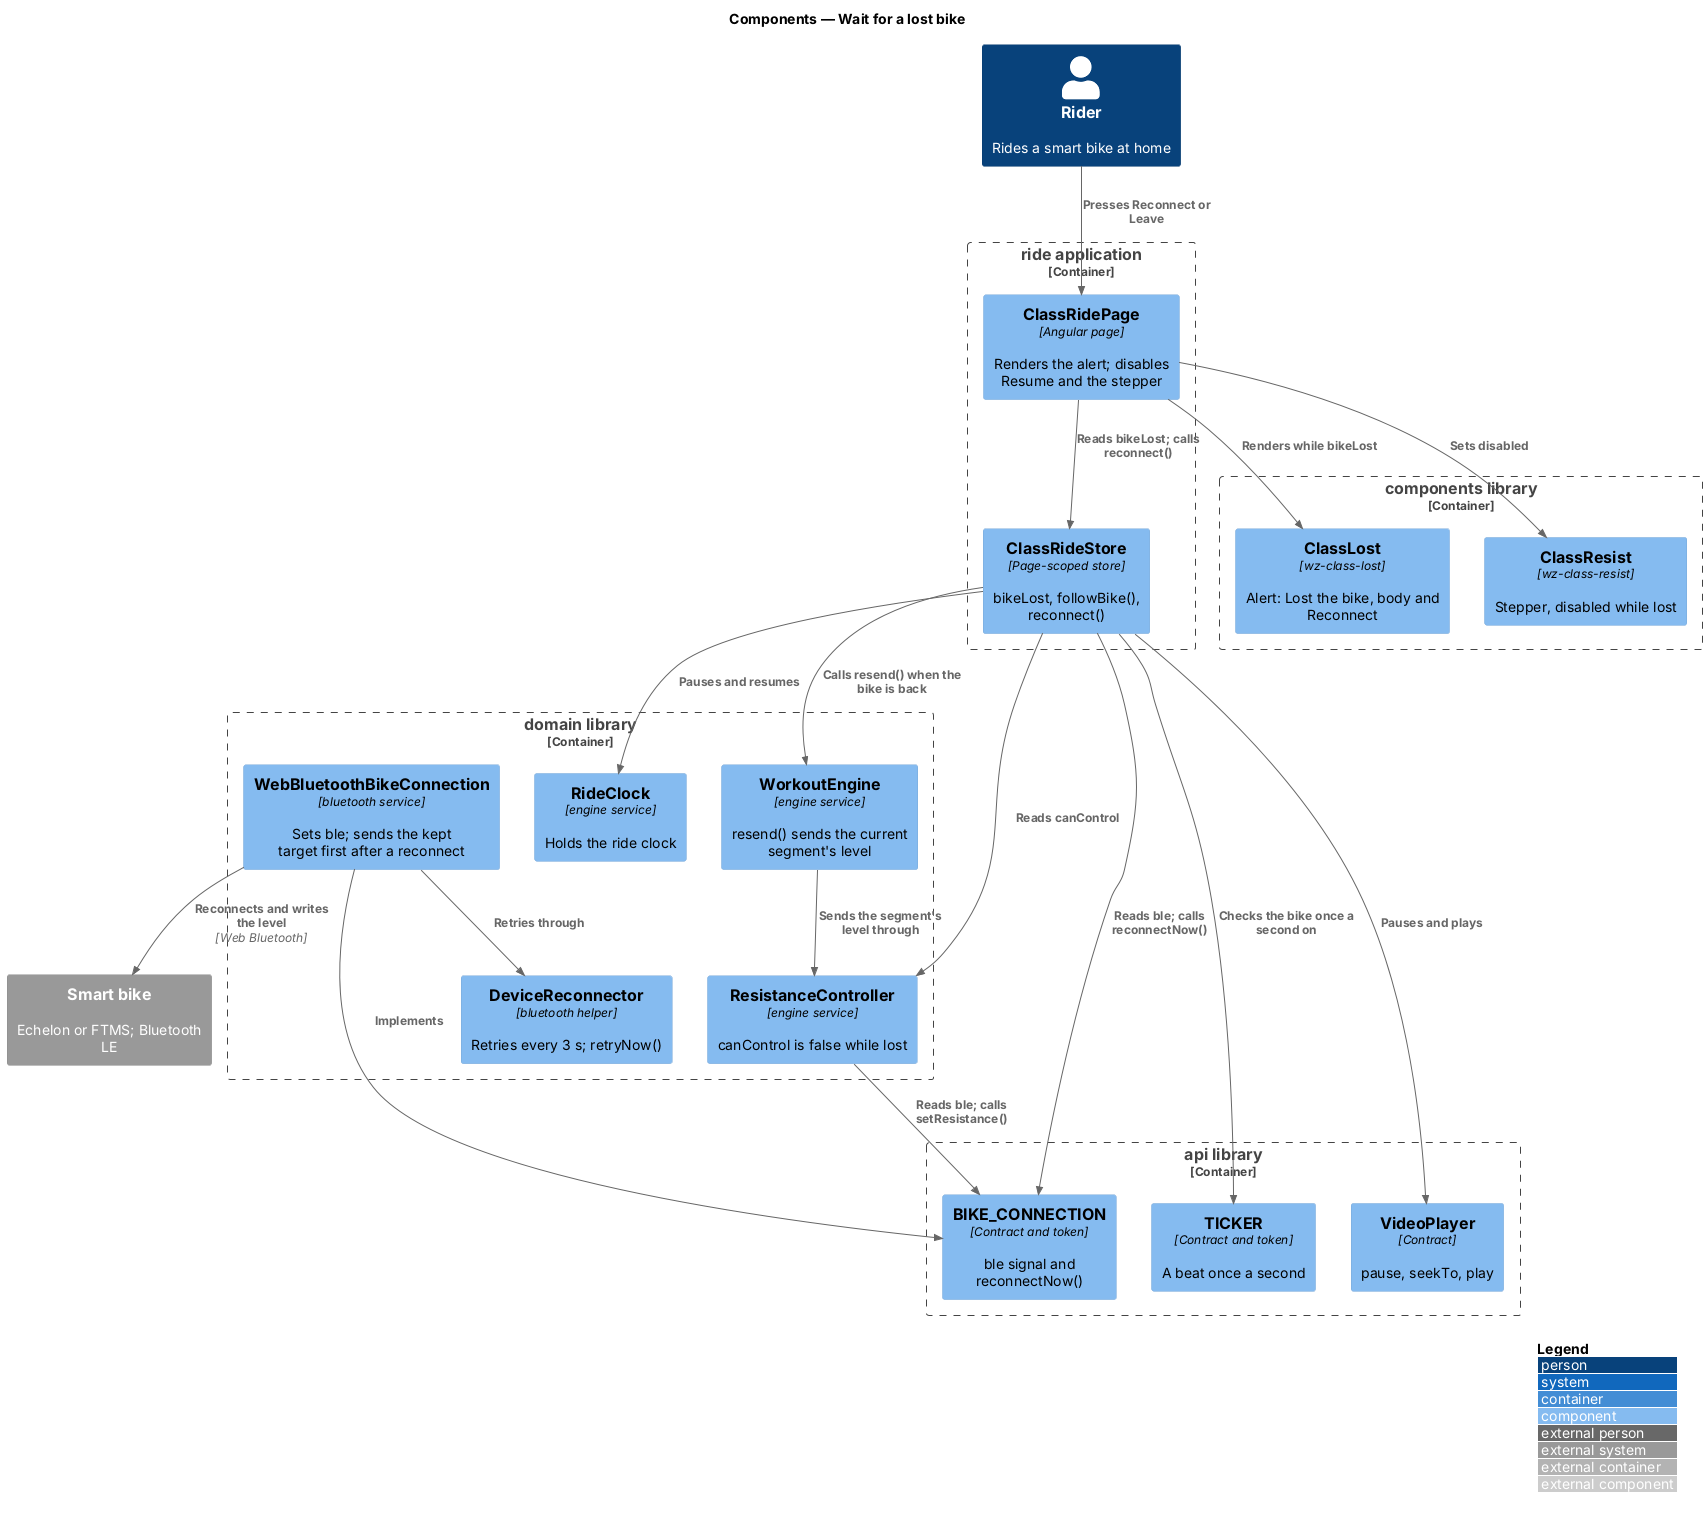 Components — Wait for a lost bike
Rider
Rides a smart bike at home
Presses Reconnect or
Leave
ride application
[Container]
ClassRidePage
[Angular page]
Renders the alert; disables
Resume and the stepper
Reads bikeLost; calls
reconnect()
Renders while bikeLost
Sets disabled
components library
[Container]
ClassRideStore
[Page-scoped store]
bikeLost, followBike(),
reconnect()
ClassLost
[wz-class-lost]
Alert: Lost the bike, body and
Reconnect
ClassResist
[wz-class-resist]
Stepper, disabled while lost
Pauses and resumes
Calls resend() when the
bike is back
domain library
[Container]
WebBluetoothBikeConnection
[bluetooth service]
Sets ble; sends the kept
target first after a reconnect
RideClock
[engine service]
Holds the ride clock
WorkoutEngine
[engine service]
resend() sends the current
segment's level
Reads canControl
Reconnects and writes
the level
[Web Bluetooth]
Retries through
Sends the segment's
level through
Reads ble; calls
reconnectNow()
Checks the bike once a
second on
Pauses and plays
Smart bike
Echelon or FTMS; Bluetooth
LE
Implements
DeviceReconnector
[bluetooth helper]
Retries every 3 s; retryNow()
ResistanceController
[engine service]
canControl is false while lost
Reads ble; calls
setResistance()
api library
[Container]
BIKE_CONNECTION
[Contract and token]
ble signal and
reconnectNow()
TICKER
[Contract and token]
A beat once a second
VideoPlayer
[Contract]
pause, seekTo, play
Legend
person
system
container
component
external person
external system
external container
external component